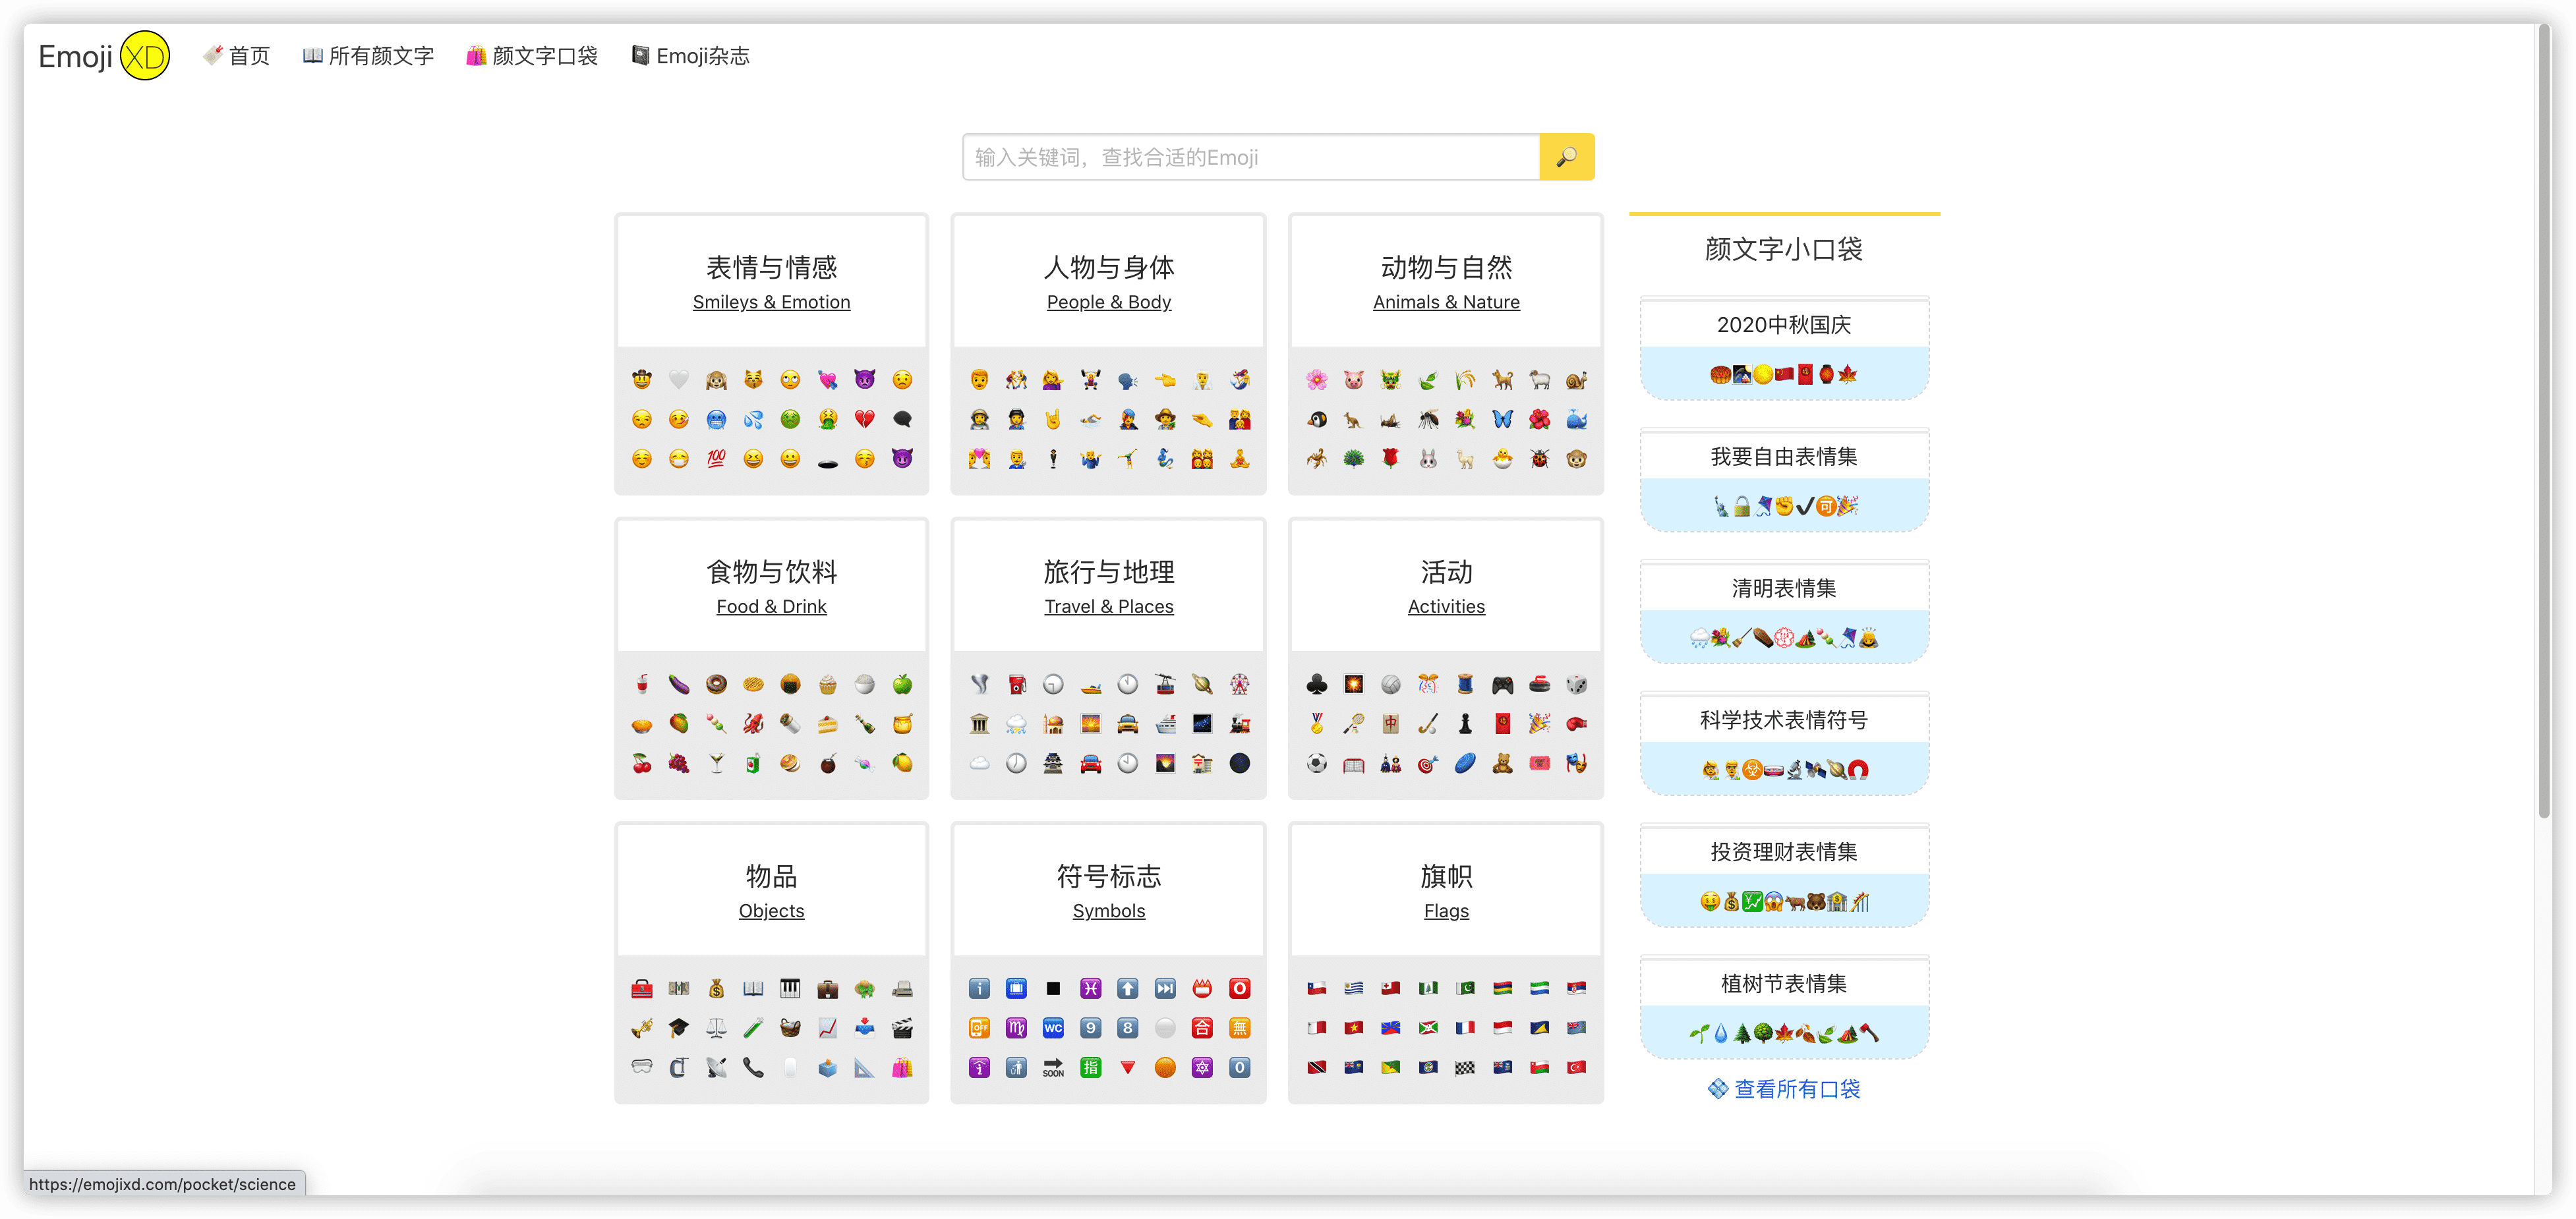 Emoji XD
首页
所有颜文字
颜文字口袋
Emoji杂志
输入关键词，查找合适的Emoji
表情与情感
Smileys & Emotion
人物与身体
People & Body
动物与自然
Animals & Nature
食物与饮料
Food & Drink
旅行与地理
Travel & Places
活动
Activities
物品
Objects
符号标志
Symbols
旗帜
Flags
颜文字小口袋
2020中秋国庆
我要自由表情集
清明表情集
科学技术表情符号
投资理财表情集
植树节表情集
查看所有口袋
https://emojixd.com/pocket/science